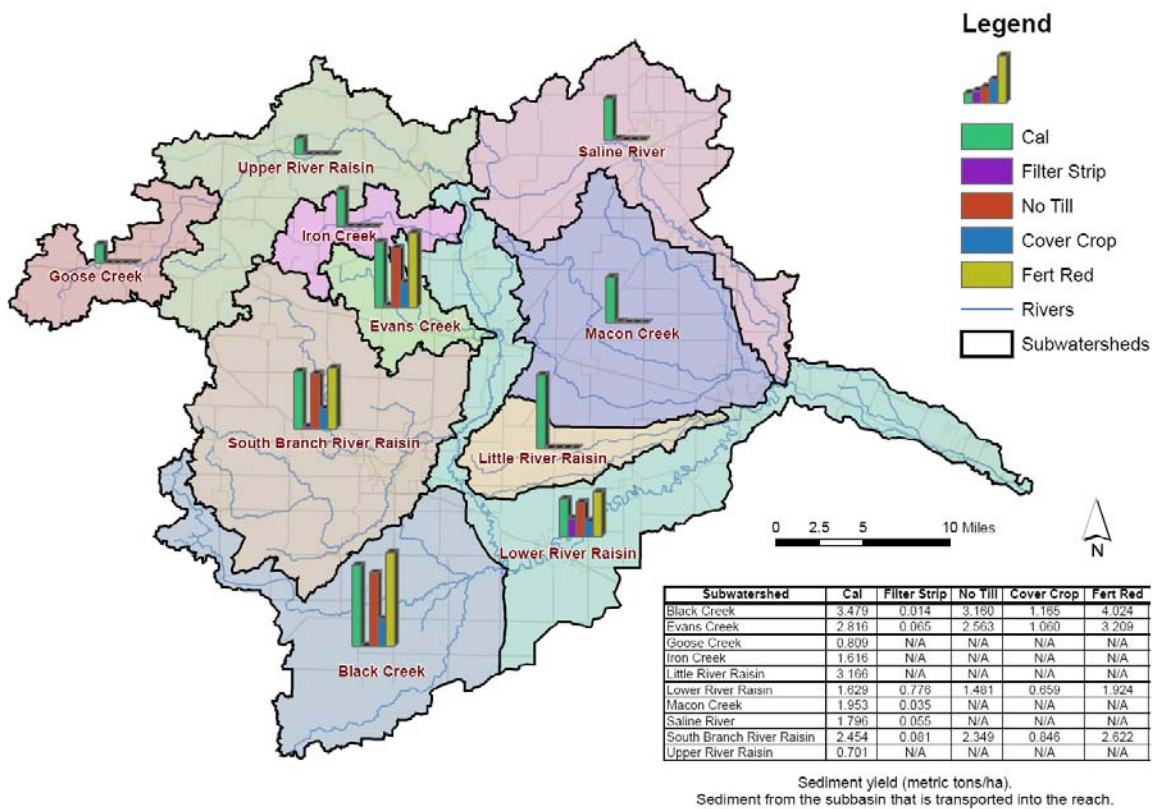 Legend
Cal
Filter Strip
No Till
Cover Crop
Fert Red
Rivers
Subwatersheds
Saline River
Upper River Raisin
Iron Creek
Goose Creek
Evans Creek
Macon Creek
South Branch River Raisin
Little River Raisin
Lower River Raisin
Black Creek
0 2.5 5 10 Miles
N
Subwatershed Cal Filter Strip No Till Cover Crop Fert Red
Black Creek 3.479 0.014 3.160 1.165 4.024
Evans Creek 2.816 0.065 2.563 1.060 3.209
Goose Creek 0.809 N/A N/A N/A N/A
Iron Creek 1.616 N/A N/A N/A N/A
Little River Raisin 3.166 N/A N/A N/A N/A
Lower River Raisin 1.629 0.776 1.481 0.659 1.924
Macon Creek 1.953 0.035 N/A N/A N/A
Saline River 1.796 0.055 N/A N/A N/A
South Branch River Raisin 2.454 0.081 2.349 0.846 2.622
Upper River Raisin 0.701 N/A N/A N/A N/A
Sediment yield (metric tons/ha).
Sediment from the subbasin that is transported into the reach.